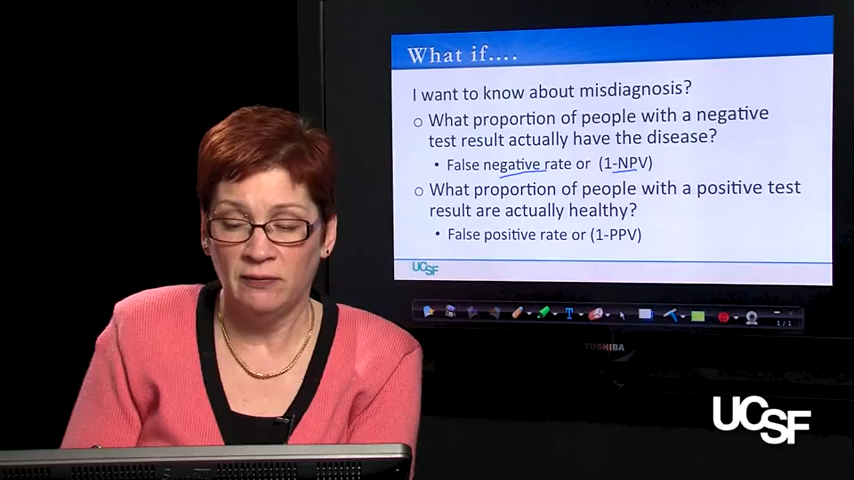 What if....
I want to know about misdiagnosis?
What proportion of people with a negative
test result actually have the disease?
• False negative rate or (1-NPV)
What proportion of people with a positive test
result are actually healthy?
• False positive rate or (1-PPV)
UCSF
T
1/1
TOSHIBA
UCSF